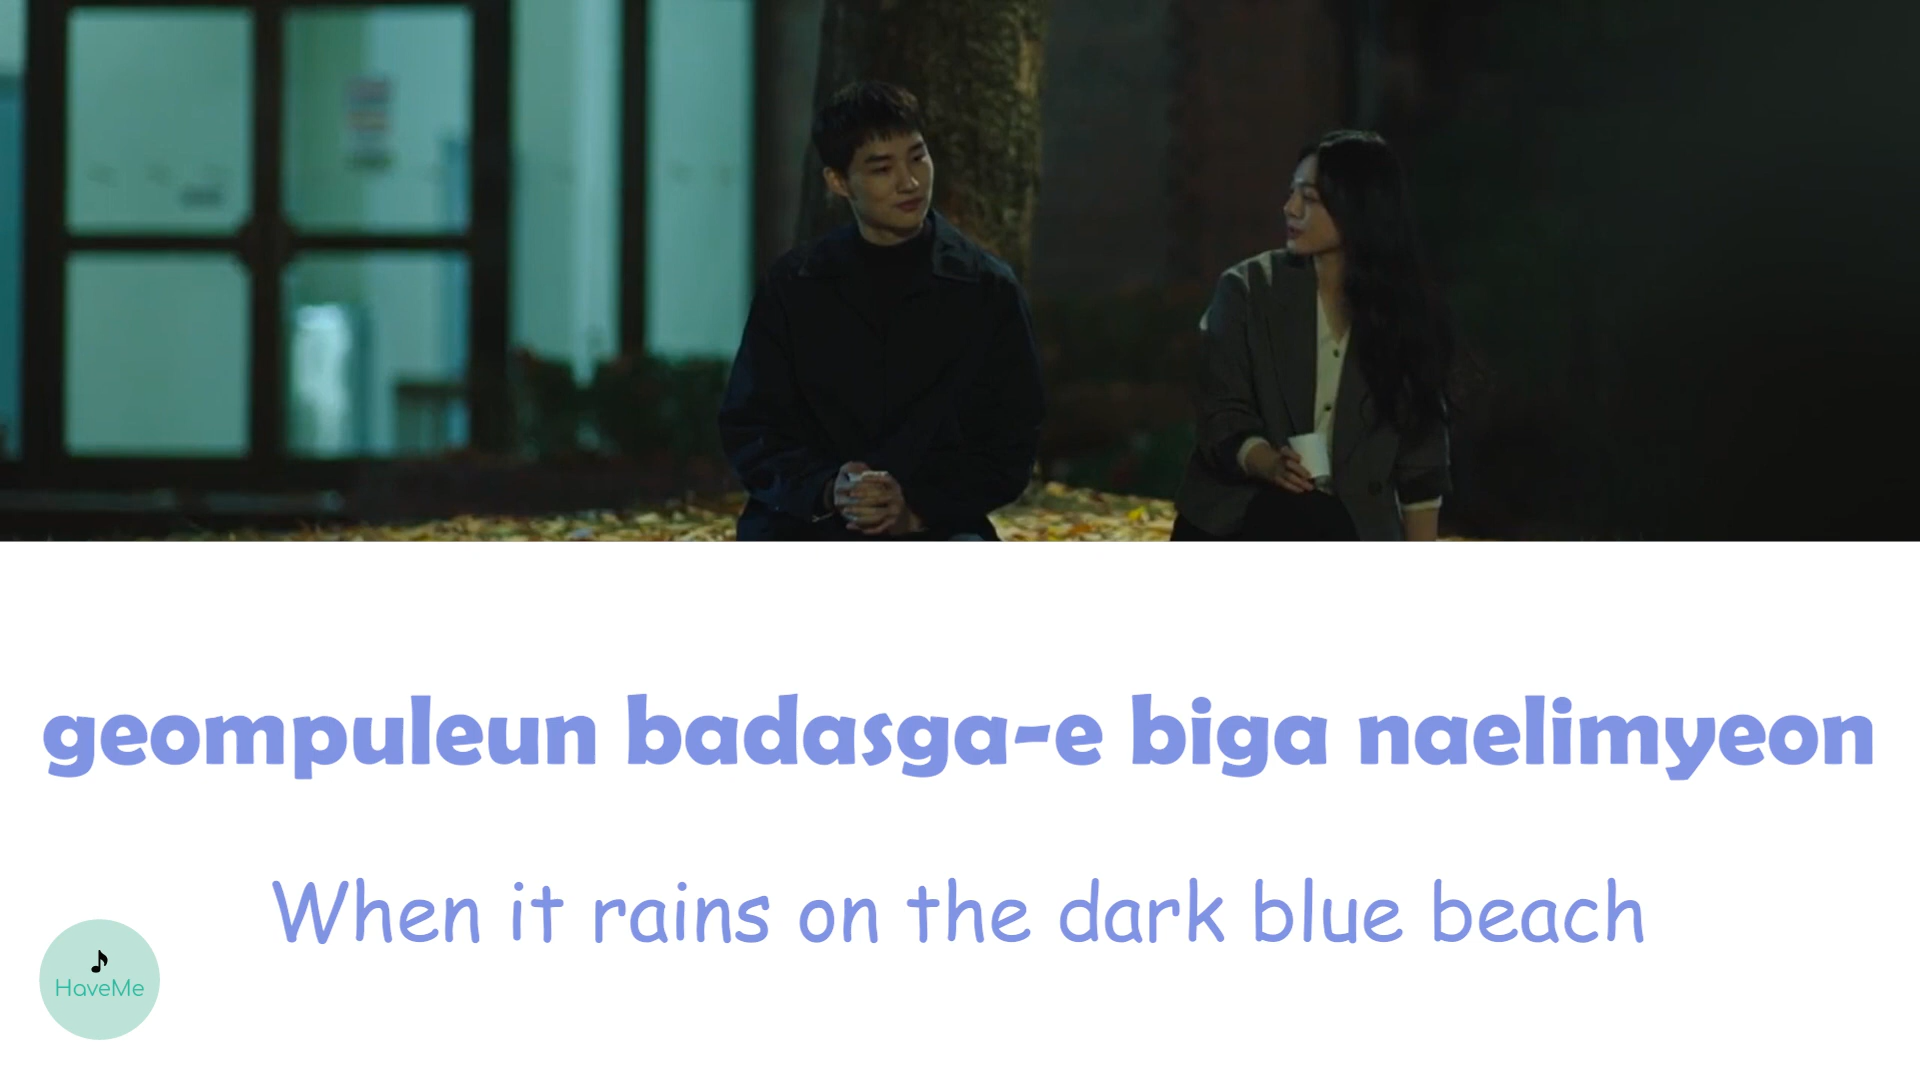 geompuleun badasga-e biga naelimyeon
When it rains on the dark blue beach
HaveMe